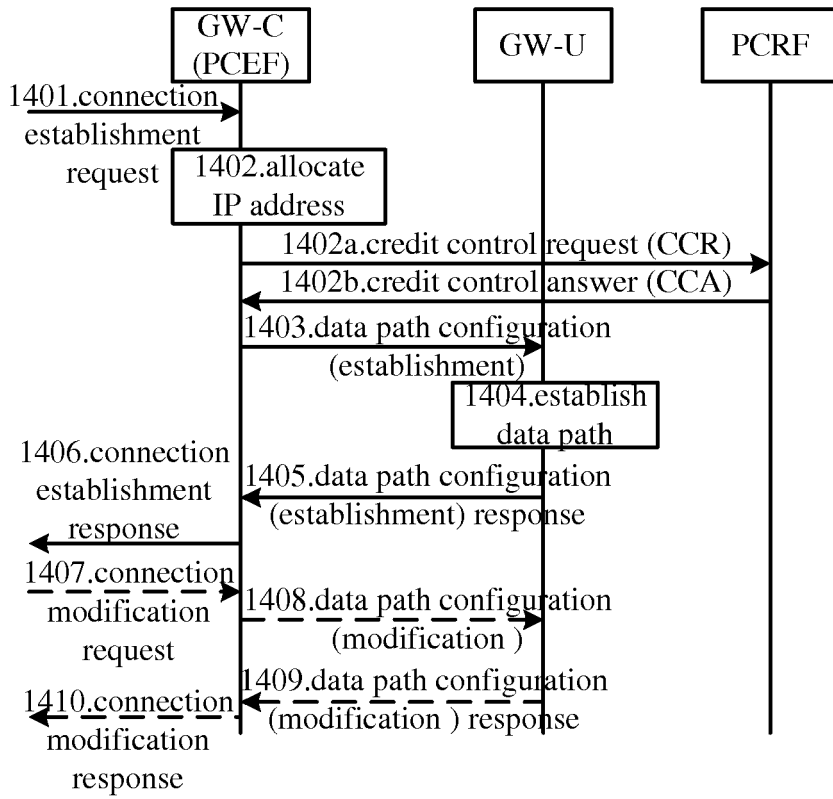 GW-C
(PCEF)
GW-U
PCRF
1401.connection
establishment
request
1402.allocate
IP address
1402a.credit control request (CCR)
1402b.credit control answer (CCA)
1403.data path configuration
(establishment)
1404.establish
data path
1406.connection
establishment
response
1405.data path configuration
(establishment) response
1407.connection
modification
request
1408.data path configuration
(modification )
1409.data path configuration
(modification ) response
1410.connection
modification
response